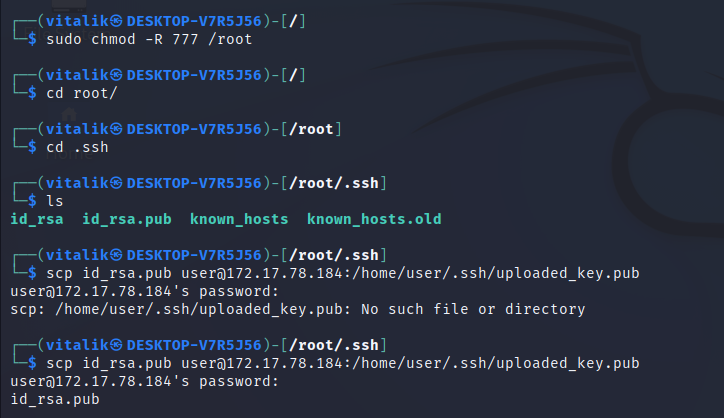 ┌──(vitalik㉿DESKTOP-V7R5J56)-[/]
└─$ sudo chmod -R 777 /root
┌──(vitalik㉿DESKTOP-V7R5J56)-[/]
└─$ cd root/
┌──(vitalik㉿DESKTOP-V7R5J56)-[/root]
└─$ cd .ssh
┌──(vitalik㉿DESKTOP-V7R5J56)-[/root/.ssh]
└─$ ls
id_rsa  id_rsa.pub  known_hosts  known_hosts.old
┌──(vitalik㉿DESKTOP-V7R5J56)-[/root/.ssh]
└─$ scp id_rsa.pub user@172.17.78.184:/home/user/.ssh/uploaded_key.pub
user@172.17.78.184's password:
scp: /home/user/.ssh/uploaded_key.pub: No such file or directory
┌──(vitalik㉿DESKTOP-V7R5J56)-[/root/.ssh]
└─$ scp id_rsa.pub user@172.17.78.184:/home/user/.ssh/uploaded_key.pub
user@172.17.78.184's password:
id_rsa.pub